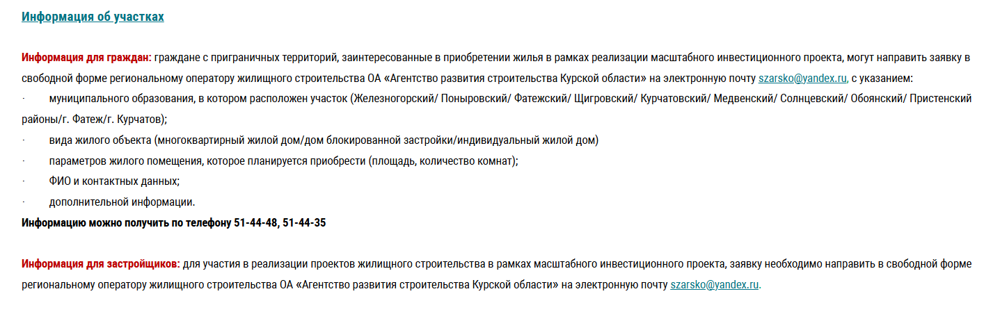 Информация об участках
Информация для граждан: граждане с приграничных территорий, заинтересованные в приобретении жилья в рамках реализации масштабного инвестиционного проекта, могут направить заявку в
свободной форме региональному оператору жилищного строительства ОА «Агентство развития строительства Курской области» на электронную почту szarsko@yandex.ru, с указанием:
· муниципального образования, в котором расположен участок (Железногорский/ Поныровский/ Фатежский/ Щигровский/ Курчатовский/ Медвенский/ Солнцевский/ Обоянский/ Пристенский
районы/г. Фатеж/г. Курчатов);
· вида жилого объекта (многоквартирный жилой дом/дом блокированной застройки/индивидуальный жилой дом)
· параметров жилого помещения, которое планируется приобрести (площадь, количество комнат);
· ФИО и контактных данных;
· дополнительной информации.
Информацию можно получить по телефону 51-44-48, 51-44-35
Информация для застройщиков: для участия в реализации проектов жилищного строительства в рамках масштабного инвестиционного проекта, заявку необходимо направить в свободной форме
региональному оператору жилищного строительства ОА «Агентство развития строительства Курской области» на электронную почту szarsko@yandex.ru.